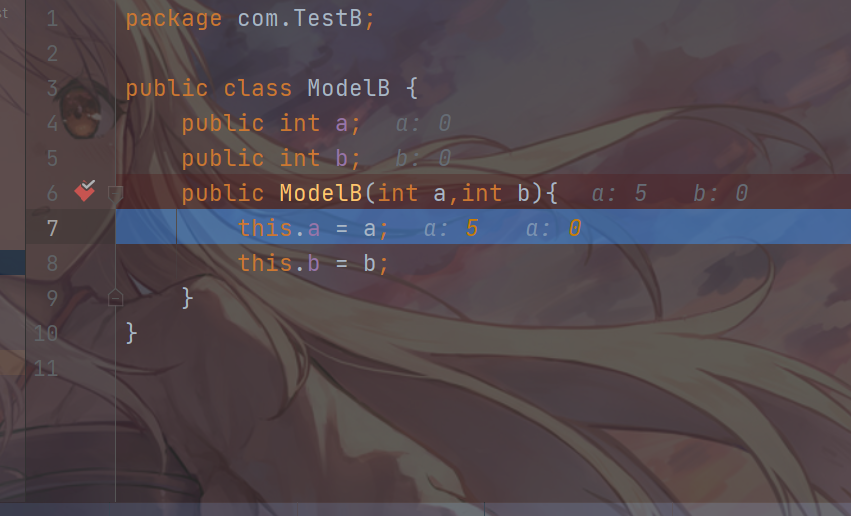 st
1 package com.TestB;
2
3 public class ModelB {
4 public int a; a: 0
5 public int b; b: 0
6 public ModelB(int a,int b){ a: 5 b: 0
7 this.a = a; a: 5 a: 0
8 this.b = b;
9 }
10 }
11